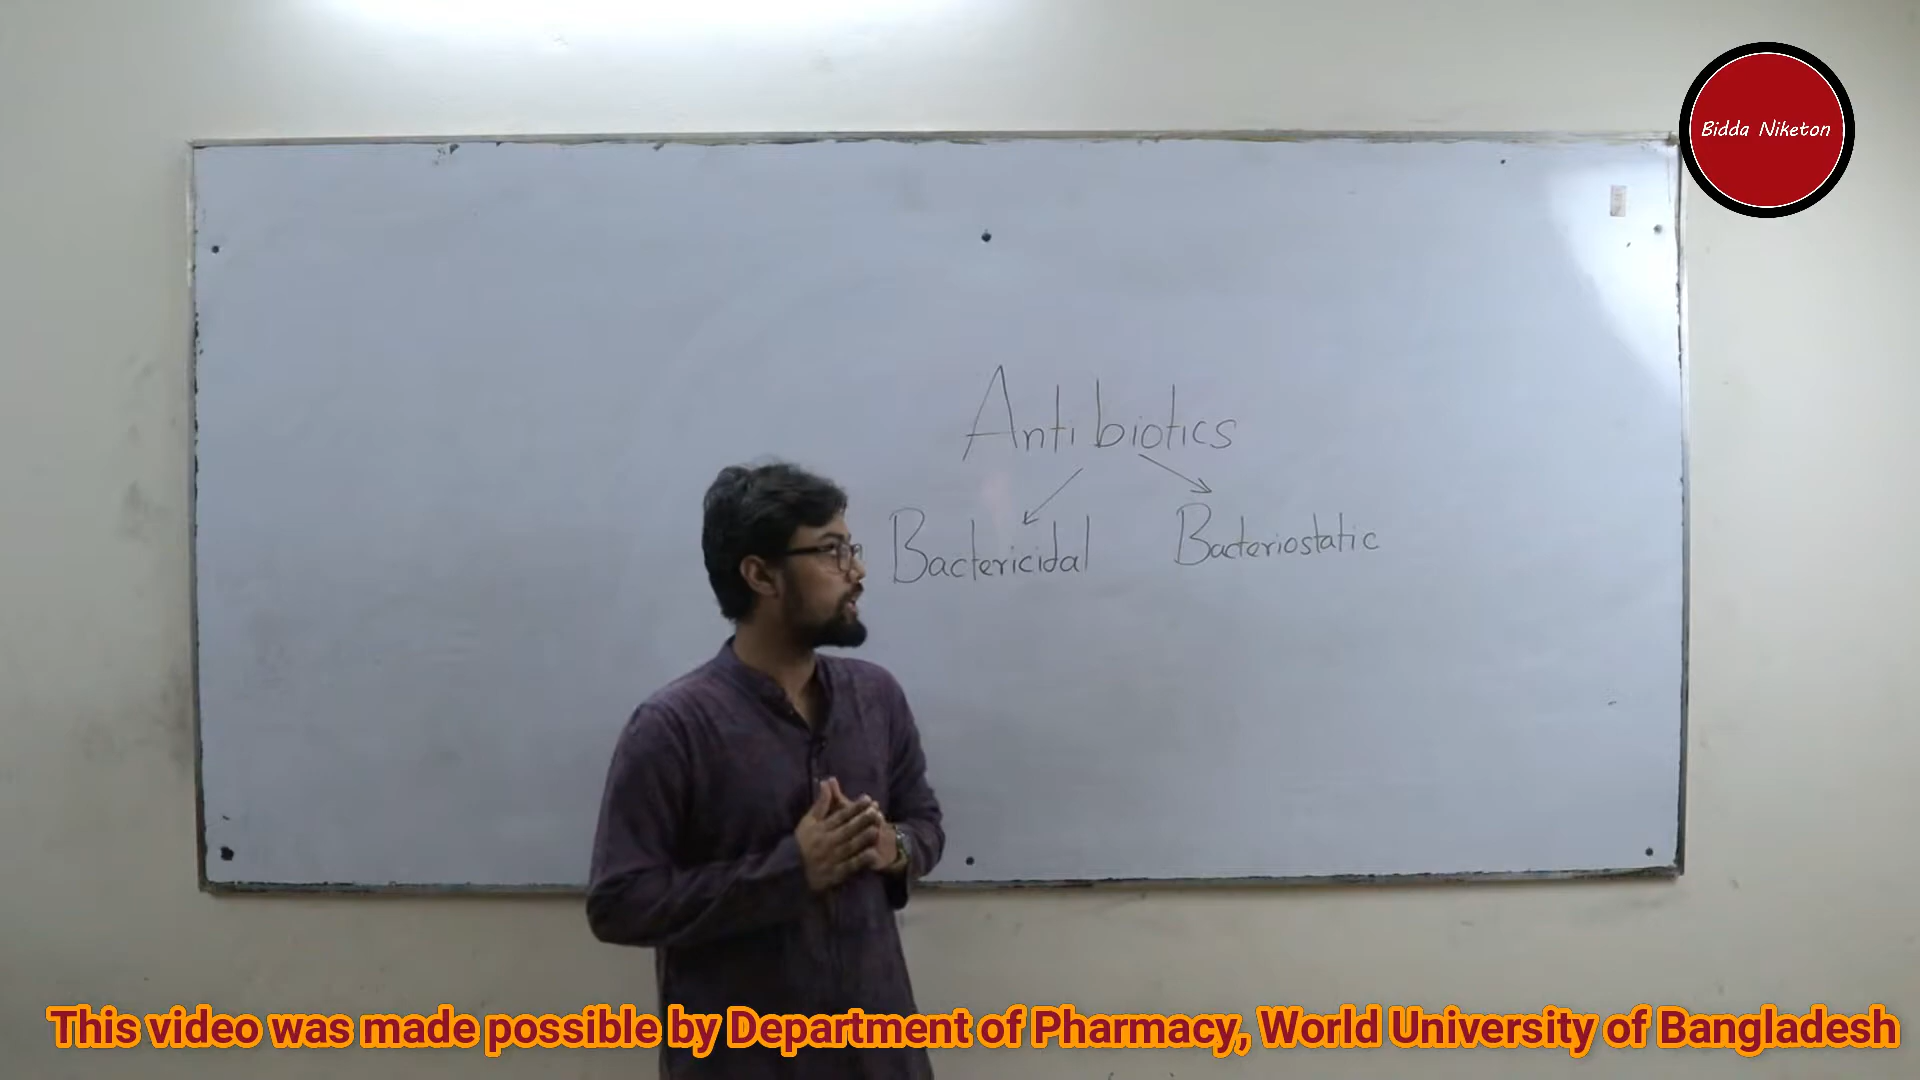 Bidda Niketon
Antibiotics
Bactericidal Bacteriostatic
This video was made possible by Department of Pharmacy, World University of Bangladesh